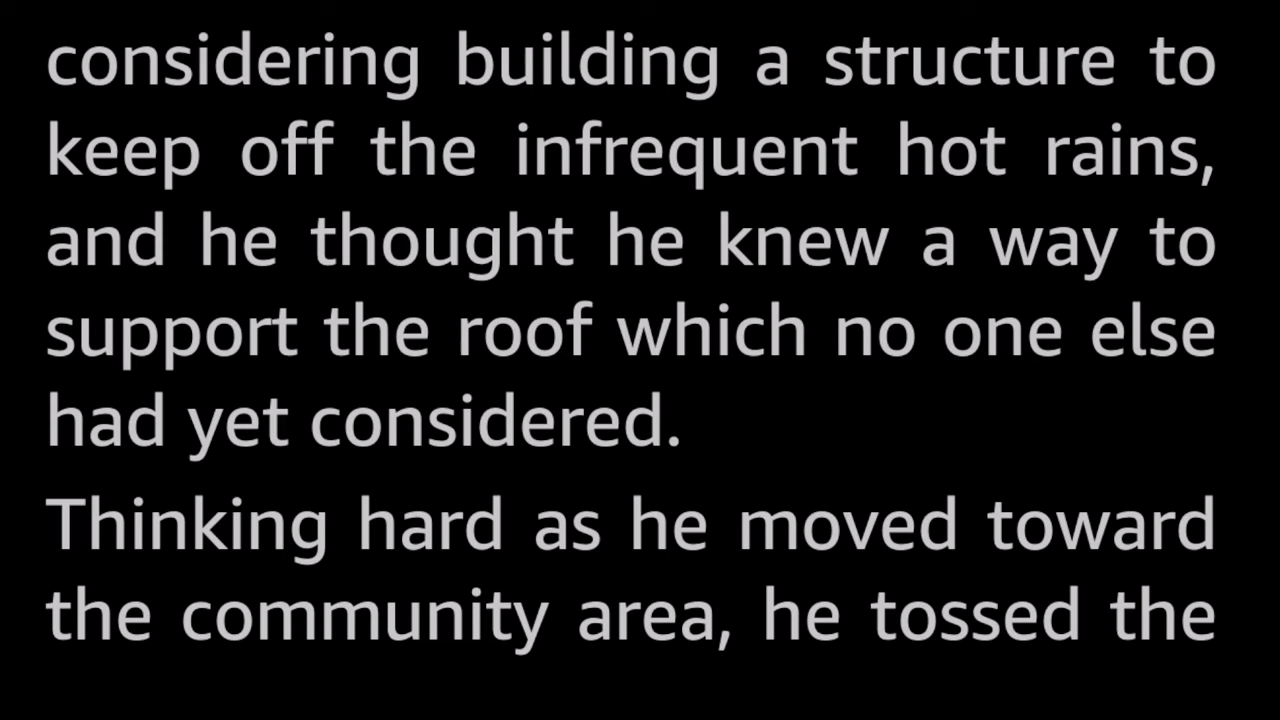 considering building a structure to
keep off the infrequent hot rains,
and he thought he knew a way to
support the roof which no one else
had yet considered.
Thinking hard as he moved toward
the community area, he tossed the